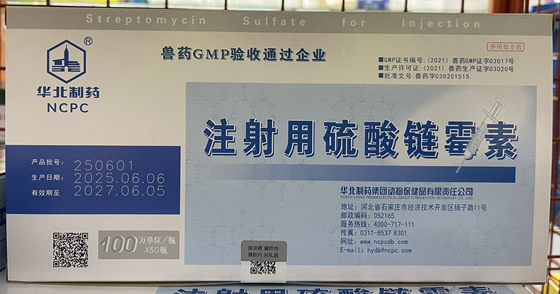 Streptomycin Sulfate for Injection
兽药GMP验收通过企业
兽用处方药
■GMP证书编号:(2021)兽药GMP证字03017号
■生产许可证:(2021)兽药生产证字03020号
■批准文号:兽药字030201515
华北制药
NCPC
注射用硫酸链霉素
产品批号: 250601
生产日期: 2025.06.06
有效期至 2027.06.05
华北制药集团动物保健品有限责任公司
地址:河北省石家庄市经济技术开发区扬子路11号
邮政编码:052165
服务热线:4000-717-111
传真:0311-8537 8301
网址:www.ncpcdb.com
E-mail: hydb@ncpc.com
100万单位/瓶
X50瓶